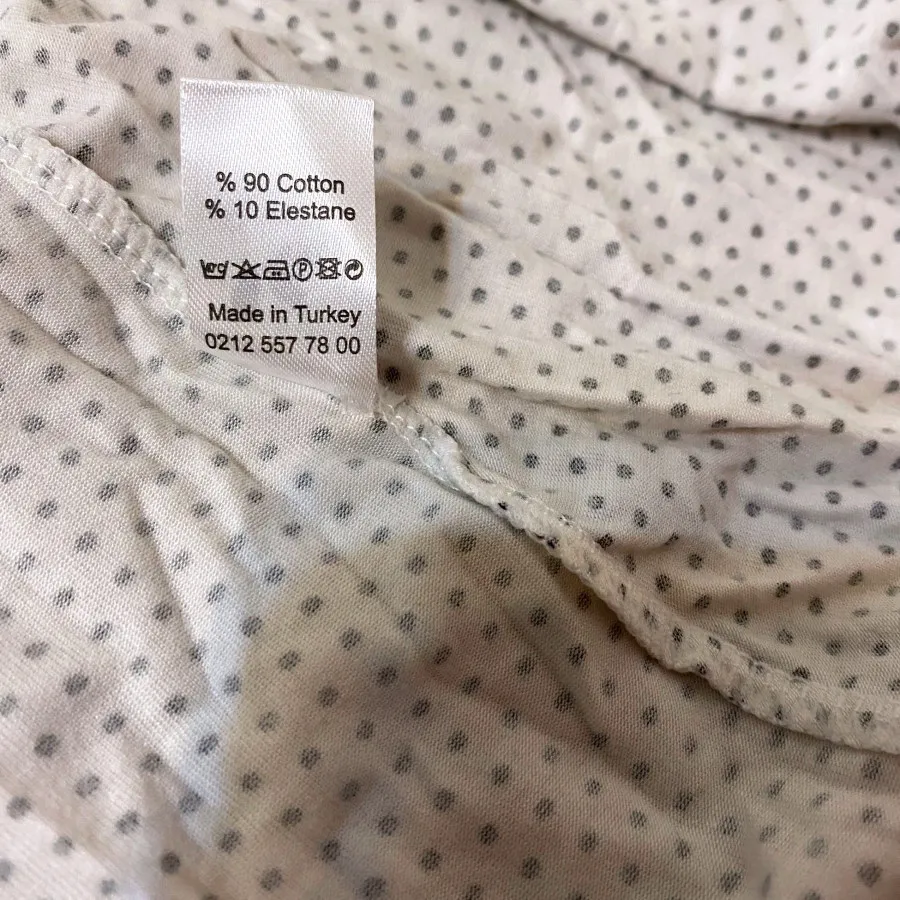 % 90 Cotton
% 10 Elestane
Made in Turkey
0212 557 78 00